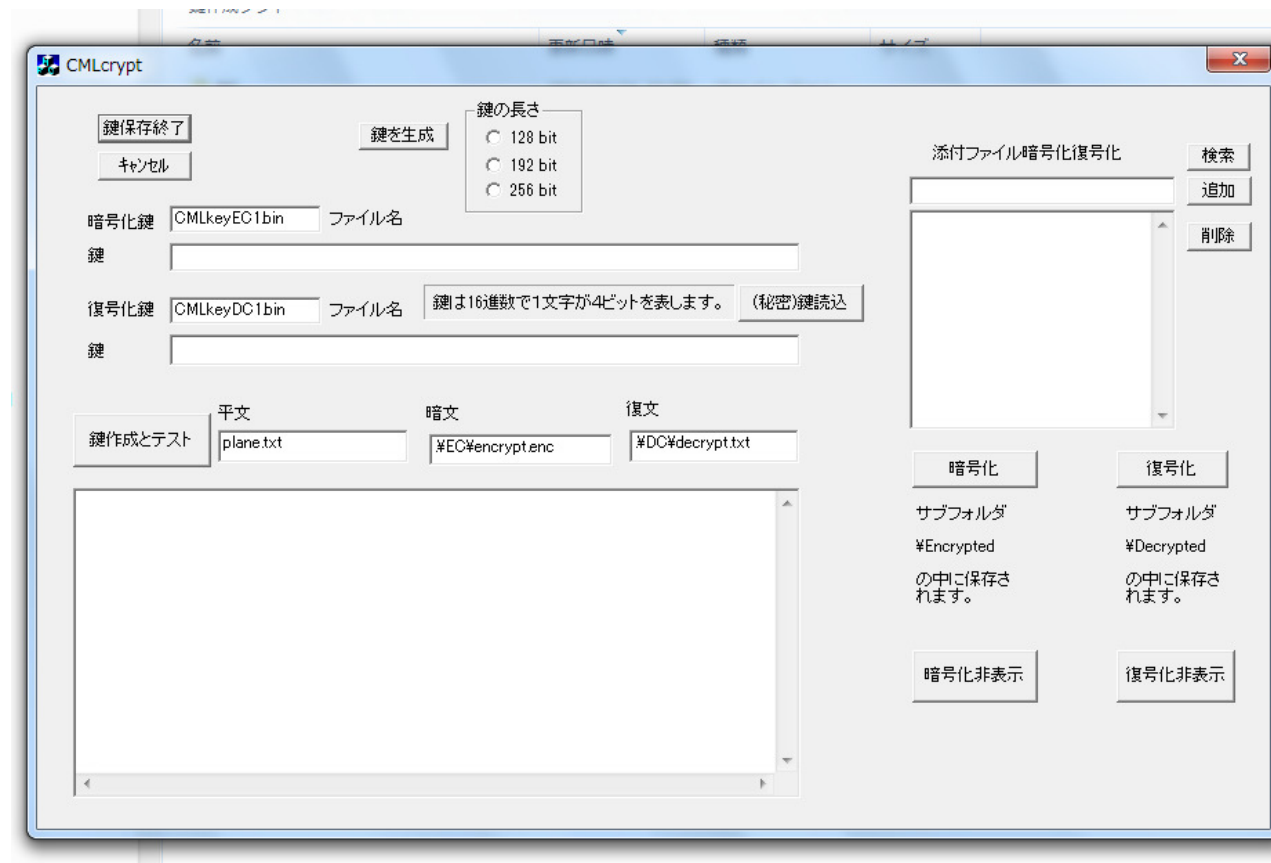 CMLcrypt
鍵保存終了
キャンセル
鍵を生成
鍵の長さ
128 bit
192 bit
256 bit
暗号化鍵
CMLkeyEC1.bin
ファイル名
鍵
復号化鍵
CMLkeyDC1.bin
ファイル名
鍵は16進数で1文字が4ビットを表します。
(秘密)鍵読込
鍵
鍵作成とテスト
平文
plane.txt
暗文
¥EC¥encrypt.enc
復文
¥DC¥decrypt.txt
添付ファイル暗号化復号化
検索
追加
削除
暗号化
サブフォルダ
¥Encrypted
の中に保存さ
れます。
暗号化非表示
復号化
サブフォルダ
¥Decrypted
の中に保存さ
れます。
復号化非表示